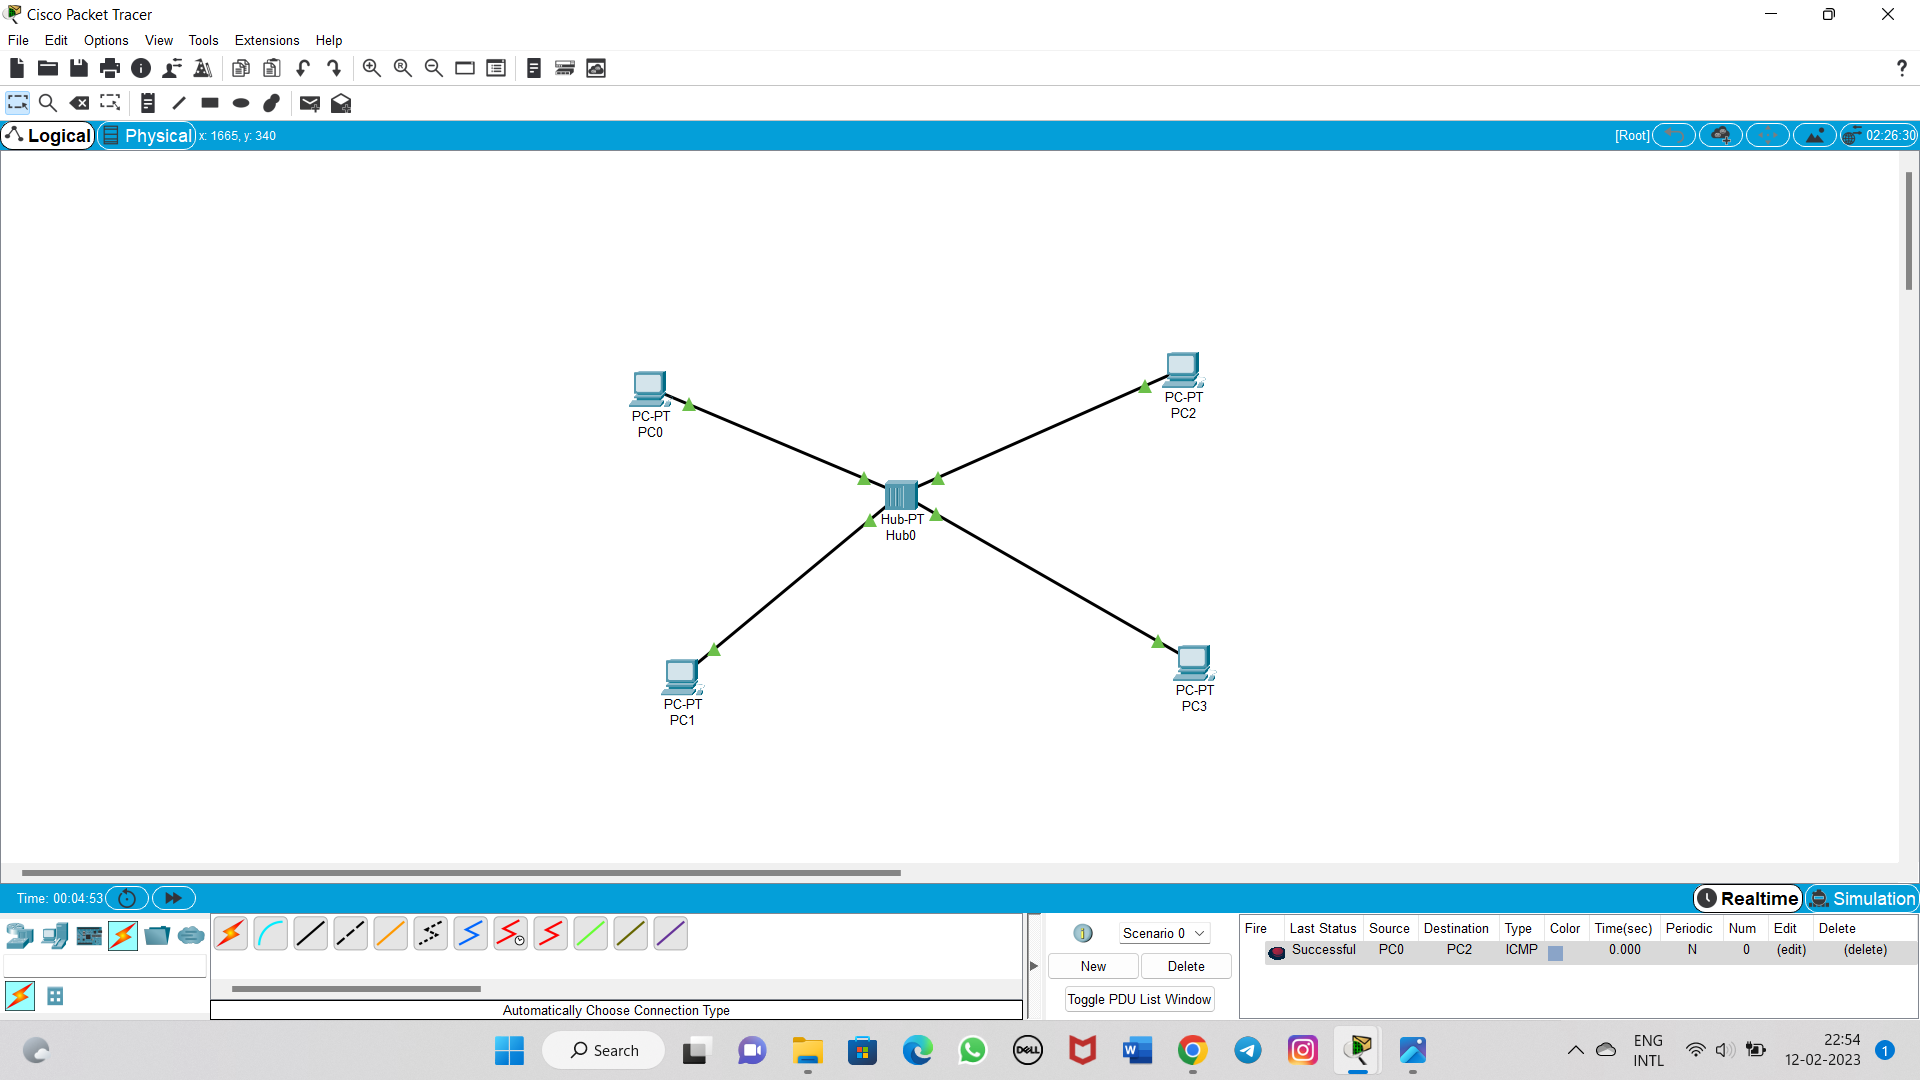 Cisco Packet Tracer
File Edit Options View Tools Extensions Help
?
Logical Physical x: 1665, y: 340 [Root] 02:26:30
PC-PT
PC0
PC-PT
PC2
Hub-PT
Hub0
PC-PT
PC1
PC-PT
PC3
Time: 00:04:53 Realtime Simulation
Scenario 0
New Delete
Toggle PDU List Window
Fire Last Status Source Destination Type Color Time(sec) Periodic Num Edit Delete
Successful PC0 PC2 ICMP 0.000 N 0 (edit) (delete)
Automatically Choose Connection Type
Search
DELL
W
ENG
INTL
22:54
12-02-2023
1